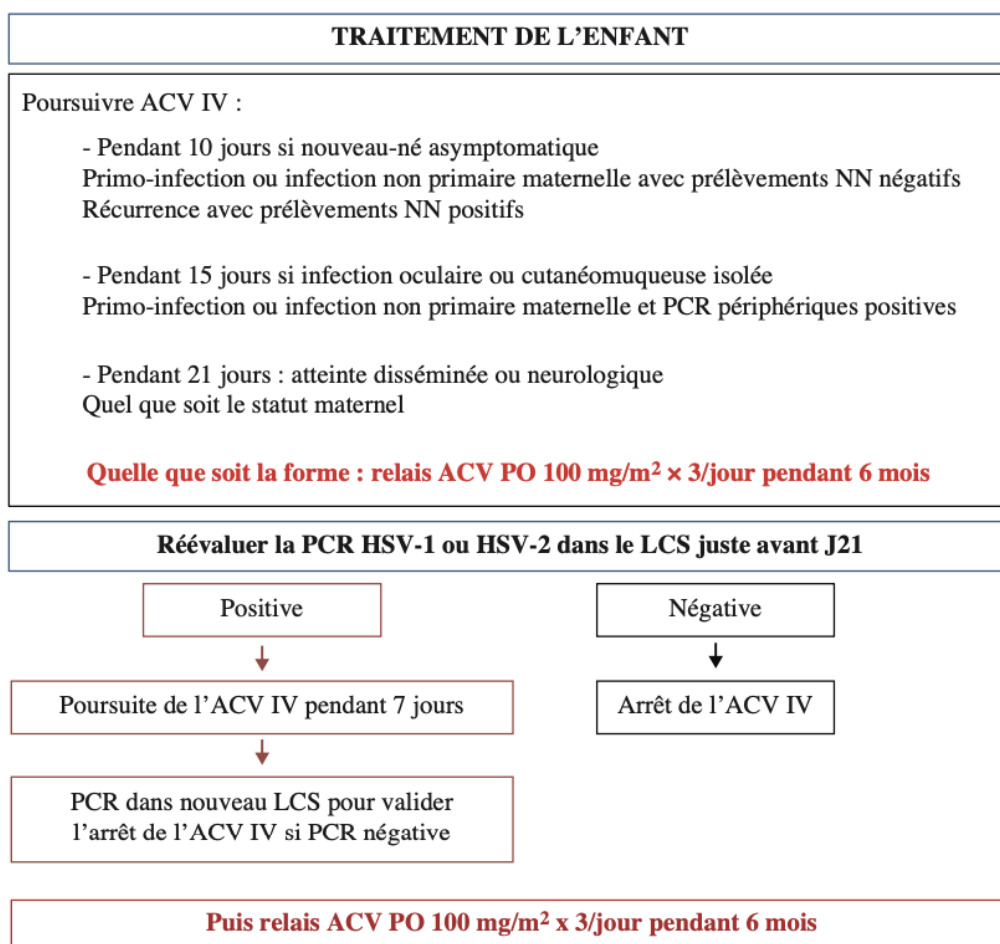 TRAITEMENT DE L’ENFANT
Poursuivre ACV IV :
- Pendant 10 jours si nouveau-né asymptomatique
Primo-infection ou infection non primaire maternelle avec prélèvements NN négatifs
Récurrence avec prélèvements NN positifs
- Pendant 15 jours si infection oculaire ou cutanéomuqueuse isolée
Primo-infection ou infection non primaire maternelle et PCR périphériques positives
- Pendant 21 jours : atteinte disséminée ou neurologique
Quel que soit le statut maternel
Quelle que soit la forme : relais ACV PO 100 mg/m² × 3/jour pendant 6 mois
Réévaluer la PCR HSV-1 ou HSV-2 dans le LCS juste avant J21
Positive
Négative
Poursuite de l’ACV IV pendant 7 jours
Arrêt de l’ACV IV
PCR dans nouveau LCS pour valider
l’arrêt de l’ACV IV si PCR négative
Puis relais ACV PO 100 mg/m² x 3/jour pendant 6 mois